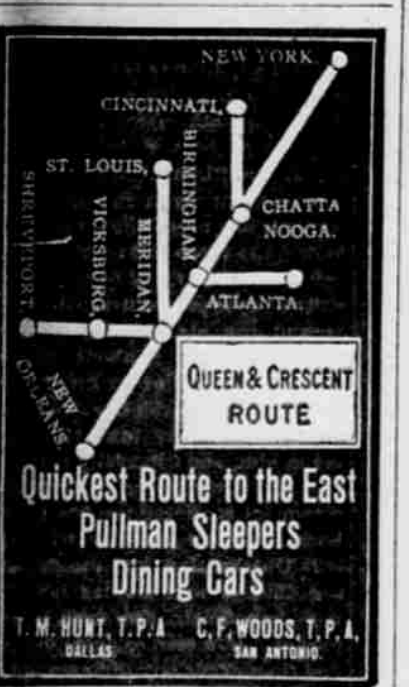 NEW YORK.
CINCINNATI,
ST. LOUIS,
BIRMINGHAM
SHREVEPORT
VICKSBURG,
MERIDAN,
CHATTA
NOOGA.
ATLANTA.
NEW
ORLEANS.
QUEEN & CRESCENT
ROUTE
Quickest Route to the East
Pullman Sleepers
Dining Cars
T. M. HUNT, T. P. A
C. F. WOODS, T. P. A,
DALLAS
SAN ANTONIO.